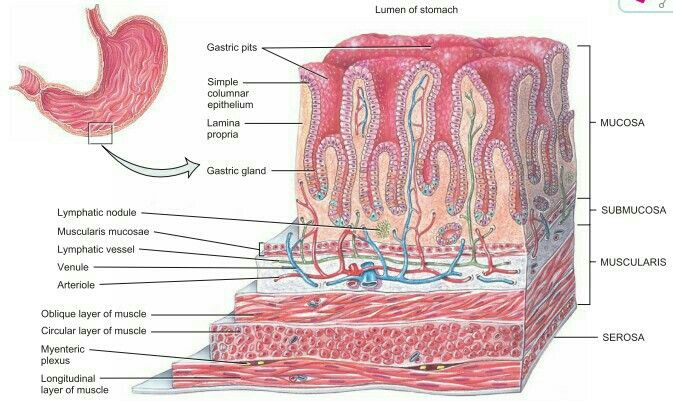 Lumen of stomach
Gastric pits
Simple
columnar
epithelium
Lamina
propria
Gastric gland
Lymphatic nodule
Muscularis mucosae
Lymphatic vessel
Venule
Arteriole
Oblique layer of muscle
Circular layer of muscle
Myenteric
plexus
Longitudinal
layer of muscle
MUCOSA
SUBMUCOSA
MUSCULARIS
SEROSA